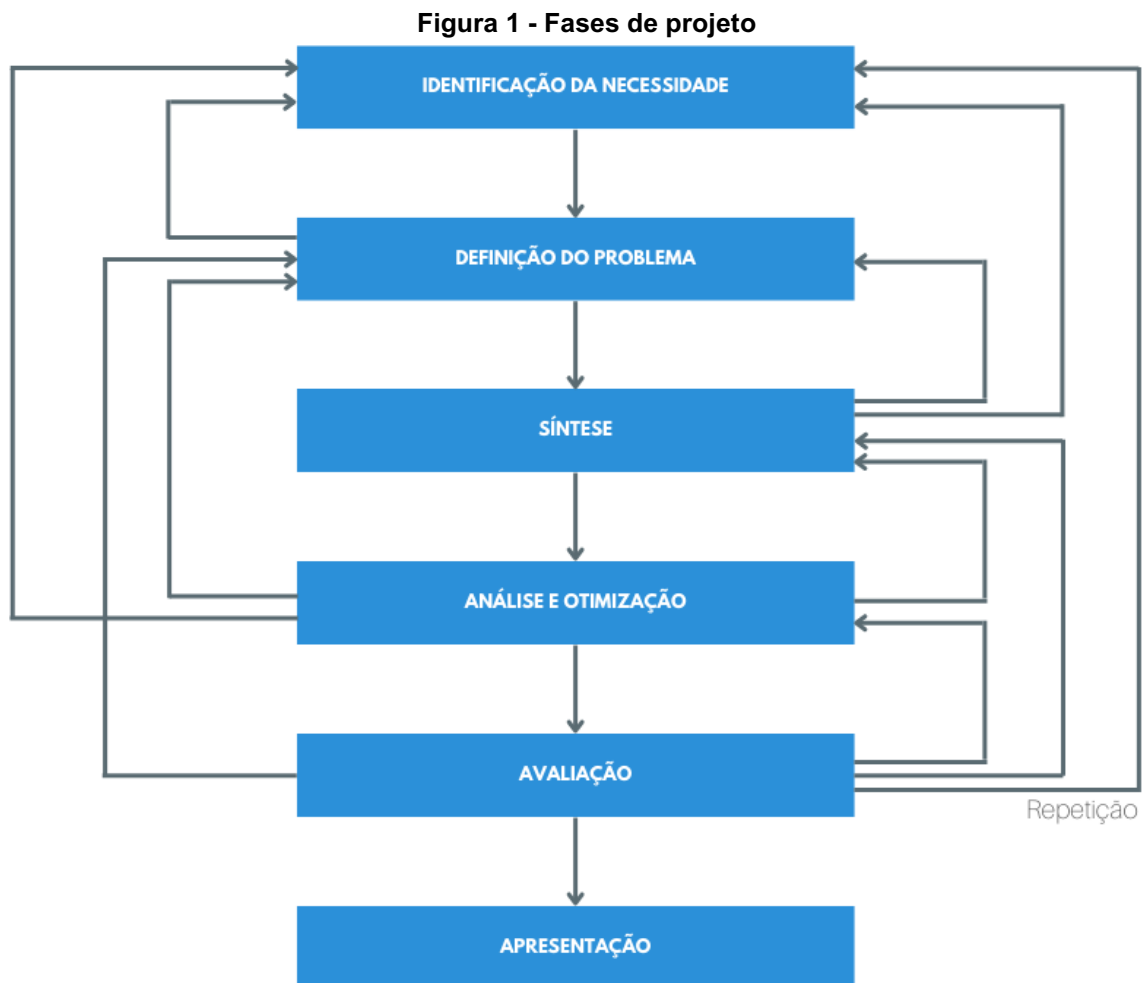 Figura 1 - Fases de projeto
IDENTIFICAÇÃO DA NECESSIDADE
DEFINIÇÃO DO PROBLEMA
SÍNTESE
ANÁLISE E OTIMIZAÇÃO
AVALIAÇÃO
Repetição
APRESENTAÇÃO